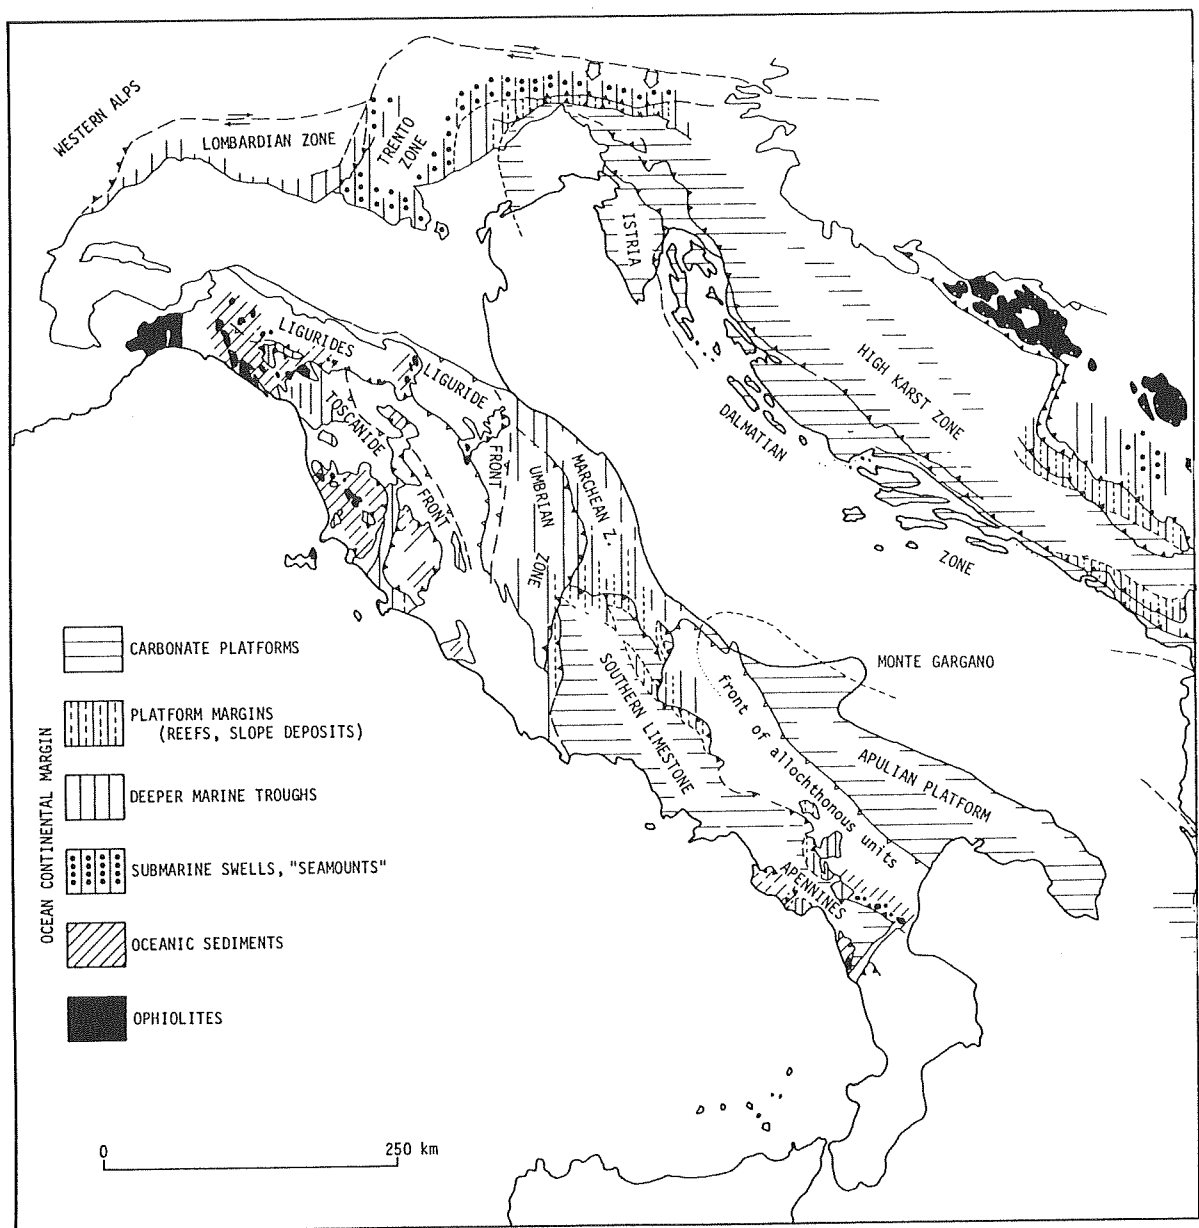 WESTERN ALPS
LOMBARDIAN ZONE
TRENTO
ZONE
ISTRIA
LIGURIDES
LIGURIDE
FRONT
TOSCANIDE
FRONT
UMBRIAN
ZONE
MARCHEAN Z.
HIGH KARST ZONE
DALMATIAN
ZONE
MONTE GARGANO
SOUTHERN LIMESTONE
APENNINES
front of allochthonous units
APULIAN PLATFORM
OCEAN CONTINENTAL MARGIN
CARBONATE PLATFORMS
PLATFORM MARGINS
(REEFS, SLOPE DEPOSITS)
DEEPER MARINE TROUGHS
SUBMARINE SWELLS, "SEAMOUNTS"
OCEANIC SEDIMENTS
OPHIOLITES
0
250 km